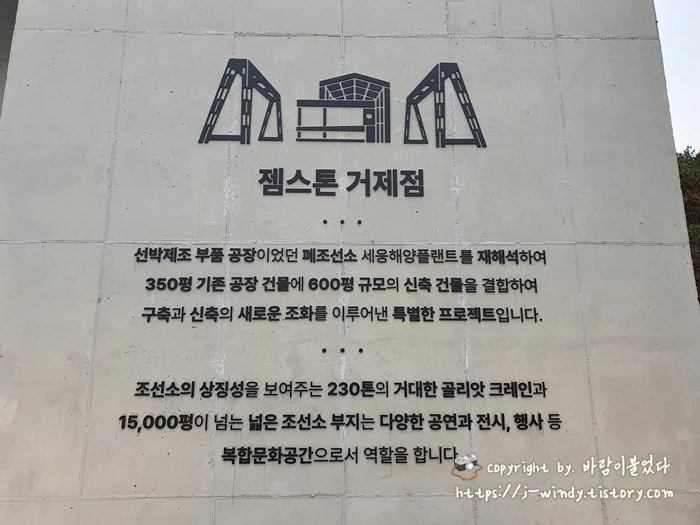 젬스톤 거제점
• • •
선박제조 부품 공장이었던 폐조선소 세웅해양플랜트를 재해석하여
350평 기존 공장 건물에 600평 규모의 신축 건물을 결합하여
구축과 신축의 새로운 조화를 이루어낸 특별한 프로젝트입니다.
• • •
조선소의 상징성을 보여주는 230톤의 거대한 골리앗 크레인과
15,000평이 넘는 넓은 조선소 부지는 다양한 공연과 전시, 행사 등
복합문화공간으로서 역할을 합니다
copyright by. 바람이불었다
https://j-windy.tistory.com